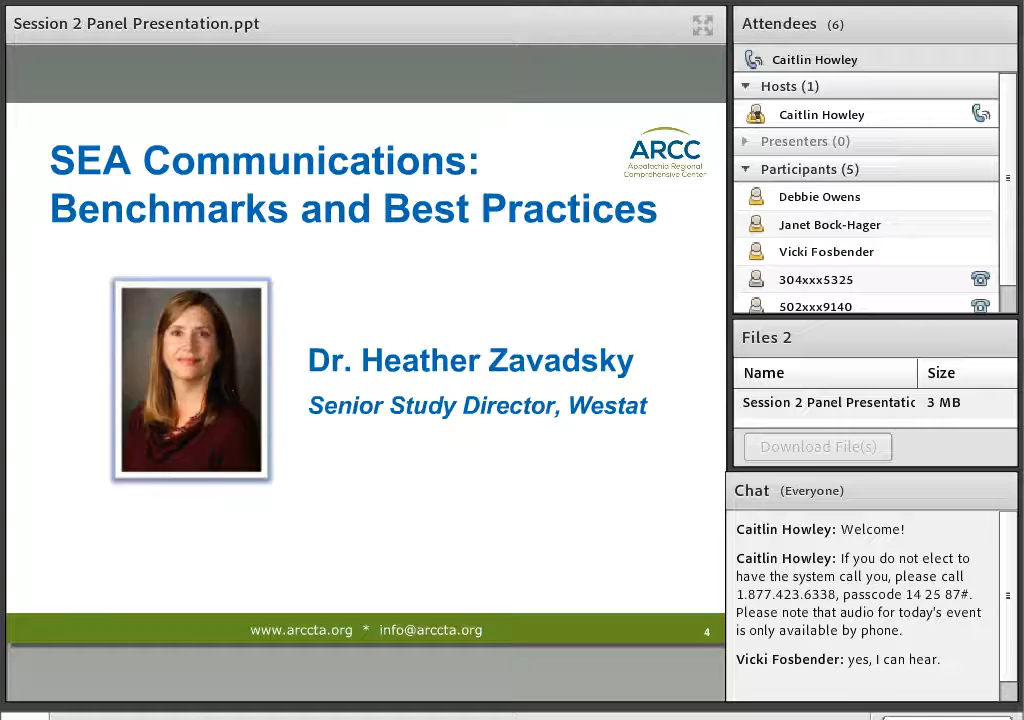 Session 2 Panel Presentation.ppt
SEA Communications:
Benchmarks and Best Practices
ARCC
Appalachia Regional
Comprehensive Center
Dr. Heather Zavadsky
Senior Study Director, Westat
www.arccta.org * info@arccta.org
4
Attendees (6)
Caitlin Howley
Hosts (1)
Caitlin Howley
Presenters (0)
Participants (5)
Debbie Owens
Janet Bock-Hager
Vicki Fosbender
304xxx5325
502xxx9140
Files 2
Name Size
Session 2 Panel Presentatic 3 MB
Download File(s)
Chat (Everyone)
Caitlin Howley: Welcome!
Caitlin Howley: If you do not elect to
have the system call you, please call
1.877.423.6338, passcode 14 25 87#.
Please note that audio for today's event
is only available by phone.
Vicki Fosbender: yes, I can hear.